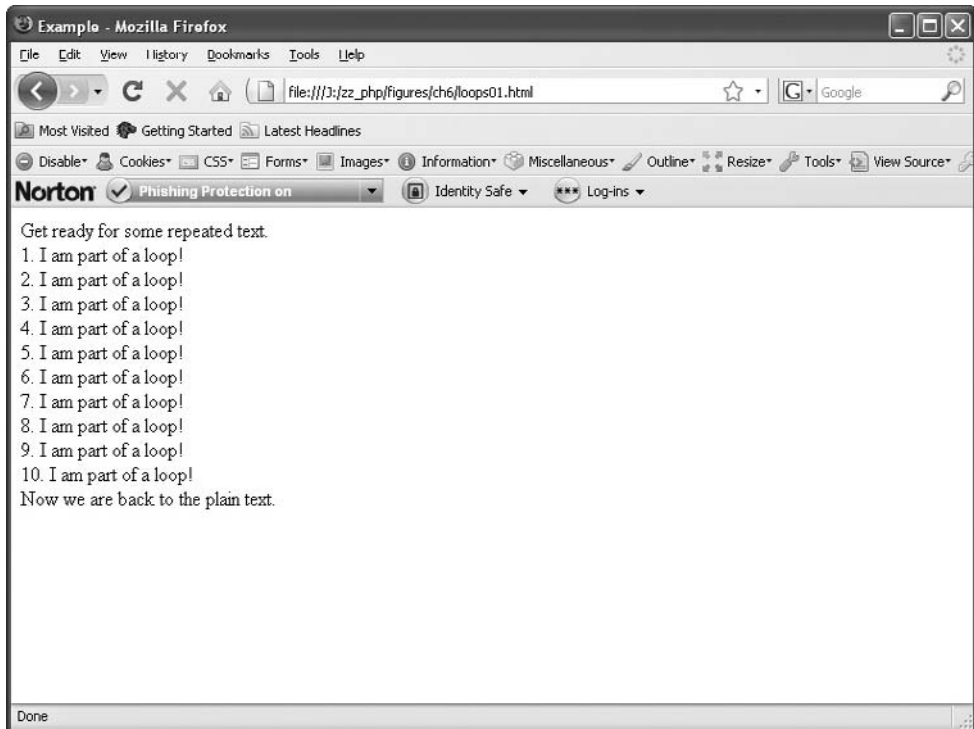 Example - Mozilla Firefox
File Edit View History Bookmarks Tools Help
file:///J:/zz_php/figures/ch6/loops01.html G Google
Most Visited Getting Started Latest Headlines
Disable Cookies CSS Forms Images Information Miscellaneous Outline Resize Tools View Source
Norton Phishing Protection on Identity Safe Log-ins
Get ready for some repeated text.
1. I am part of a loop!
2. I am part of a loop!
3. I am part of a loop!
4. I am part of a loop!
5. I am part of a loop!
6. I am part of a loop!
7. I am part of a loop!
8. I am part of a loop!
9. I am part of a loop!
10. I am part of a loop!
Now we are back to the plain text.
Done